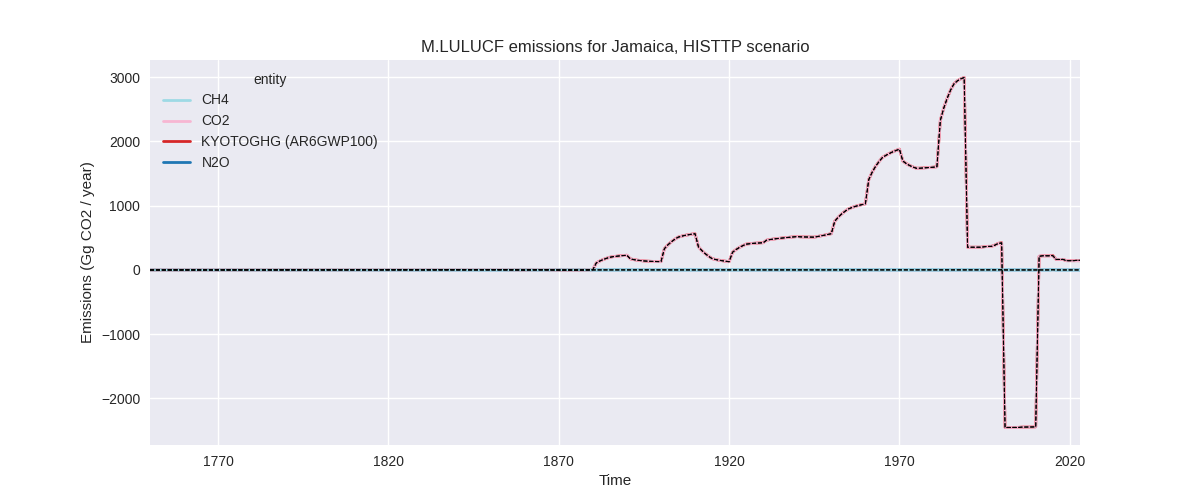 M.LULUCF emissions for Jamaica, HISTTP scenario
entity
CH4
CO2
KYOTOGHG (AR6GWP100)
N2O
3000
2000
1000
0
−1000
−2000
Emissions (Gg CO2 / year)
1770 1820 1870 1920 1970 2020
Time